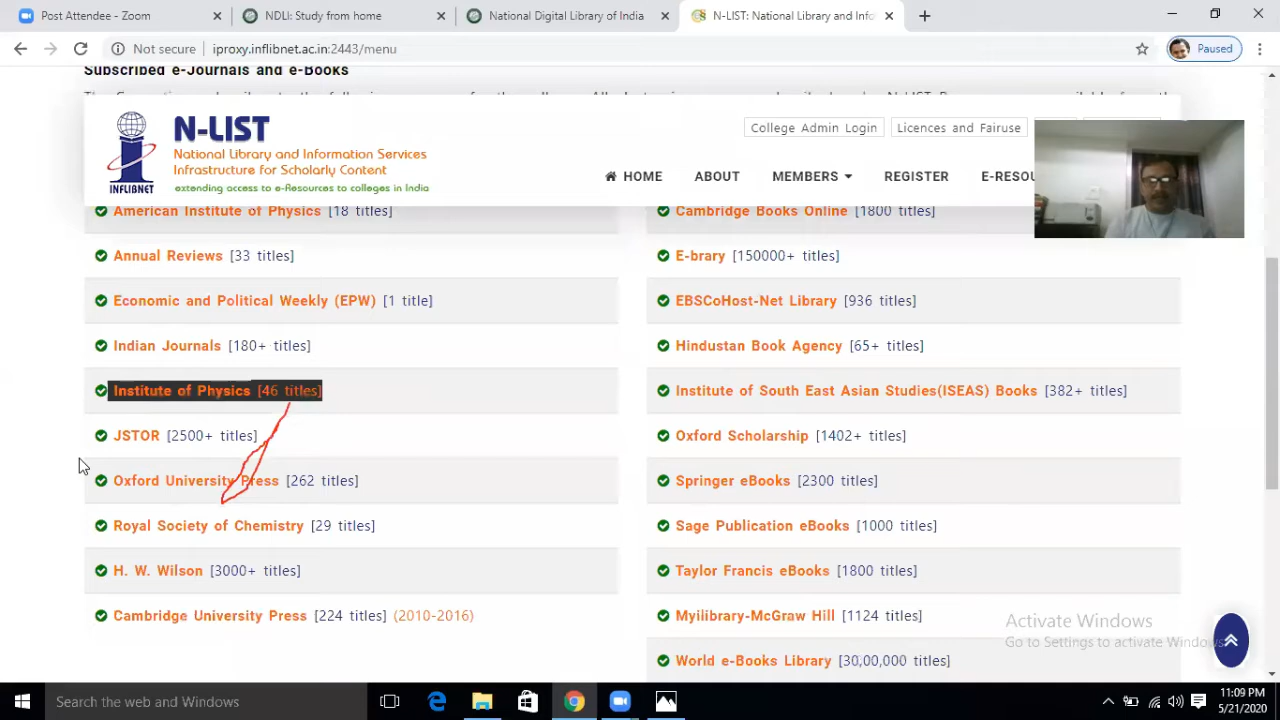 Post Attendee - Zoom
NDLI: Study from home
National Digital Library of India
N-LIST: National Library and Info
Not secure
iproxy.inflibnet.ac.in:2443/menu
Paused
Subscribed e-Journals and e-Books
N-LIST
National Library and Information Services
Infrastructure for Scholarly Content
extending access to e-Resources to colleges in India
INFLIBNET
College Admin Login
Licences and Fairuse
HOME
ABOUT
MEMBERS
REGISTER
E-RESOU
American Institute of Physics [18 titles]
Annual Reviews [33 titles]
Economic and Political Weekly (EPW) [1 title]
Indian Journals [180+ titles]
Institute of Physics [46 titles]
JSTOR [2500+ titles]
Oxford University Press [262 titles]
Royal Society of Chemistry [29 titles]
H. W. Wilson [3000+ titles]
Cambridge University Press [224 titles] (2010-2016)
Cambridge Books Online [1800 titles]
E-brary [150000+ titles]
EBSCoHost-Net Library [936 titles]
Hindustan Book Agency [65+ titles]
Institute of South East Asian Studies(ISEAS) Books [382+ titles]
Oxford Scholarship [1402+ titles]
Springer eBooks [2300 titles]
Sage Publication eBooks [1000 titles]
Taylor Francis eBooks [1800 titles]
Myilibrary-McGraw Hill [1124 titles]
World e-Books Library [30,00,000 titles]
Activate Windows
Go to Settings to activate Windows.
Search the web and Windows
11:09 PM
5/21/2020